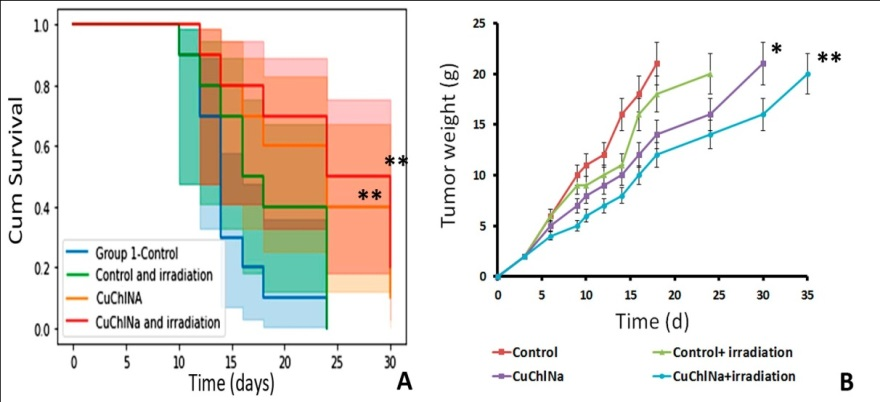 Cum Survival
1.0
0.8
0.6
0.4
0.2
0.0
**
**
Group 1-Control
Control and irradiation
CuChlNA
CuChlNa and irradiation
0 5 10 15 20 25 30
Time (days)
A
B
Tumor weight (g)
25
20
15
10
5
0
*
**
0 5 10 15 20 25 30 35
Time (d)
Control
Control+ irradiation
CuChlNa
CuChlNa+irradiation